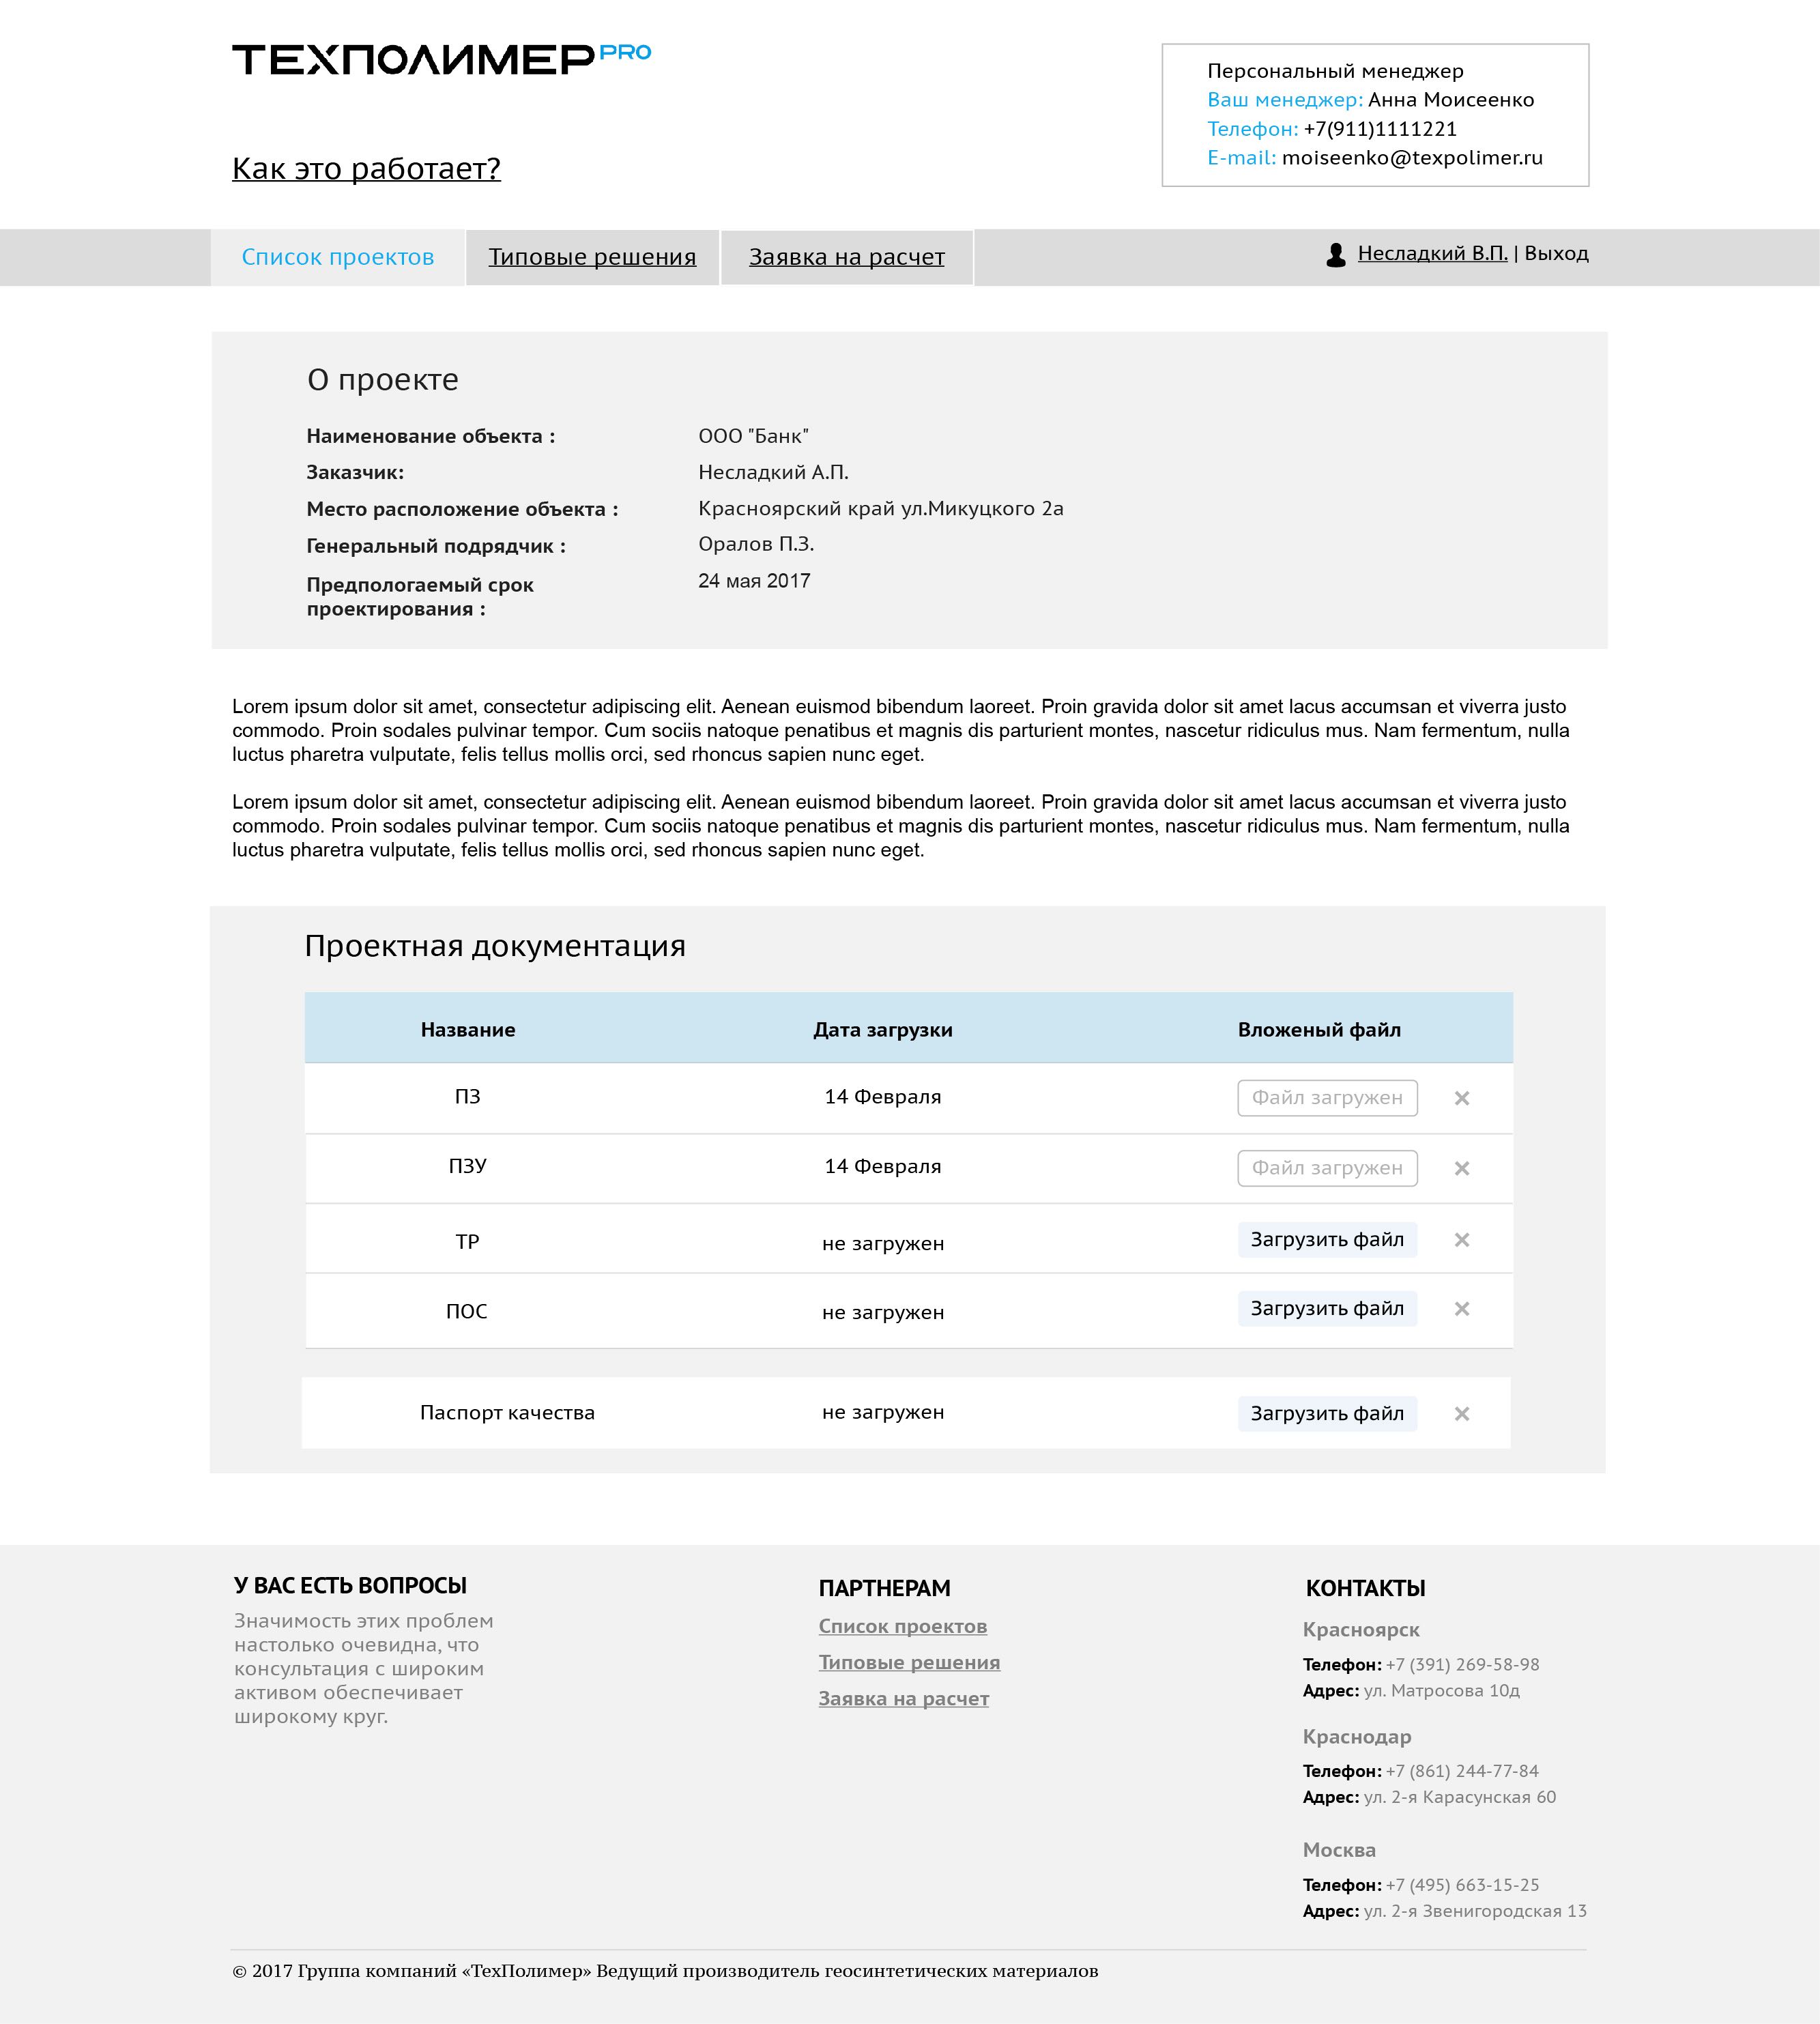 ТЕХПОЛИМЕР PRO
Как это работает?
Персональный менеджер
Ваш менеджер: Анна Моисеенко
Телефон: +7(911)1111221
E-mail: moiseenko@texpolimer.ru
Список проектов Типовые решения Заявка на расчет Несладкий В.П. | Выход
О проекте
Наименование объекта : ООО "Банк"
Заказчик: Несладкий А.П.
Место расположение объекта : Красноярский край ул.Микуцкого 2а
Генеральный подрядчик : Оралов П.З.
Предпологаемый срок 24 мая 2017
проектирования :
Lorem ipsum dolor sit amet, consectetur adipiscing elit. Aenean euismod bibendum laoreet. Proin gravida dolor sit amet lacus accumsan et viverra justo
commodo. Proin sodales pulvinar tempor. Cum sociis natoque penatibus et magnis dis parturient montes, nascetur ridiculus mus. Nam fermentum, nulla
luctus pharetra vulputate, felis tellus mollis orci, sed rhoncus sapien nunc eget.
Lorem ipsum dolor sit amet, consectetur adipiscing elit. Aenean euismod bibendum laoreet. Proin gravida dolor sit amet lacus accumsan et viverra justo
commodo. Proin sodales pulvinar tempor. Cum sociis natoque penatibus et magnis dis parturient montes, nascetur ridiculus mus. Nam fermentum, nulla
luctus pharetra vulputate, felis tellus mollis orci, sed rhoncus sapien nunc eget.
Проектная документация
Название Дата загрузки Вложеный файл
ПЗ 14 Февраля Файл загружен
ПЗУ 14 Февраля Файл загружен
ТР не загружен Загрузить файл
ПОС не загружен Загрузить файл
Паспорт качества не загружен Загрузить файл
У ВАС ЕСТЬ ВОПРОСЫ
Значимость этих проблем
настолько очевидна, что
консультация с широким
активом обеспечивает
широкому круг.
ПАРТНЕРАМ
Список проектов
Типовые решения
Заявка на расчет
КОНТАКТЫ
Красноярск
Телефон: +7 (391) 269-58-98
Адрес: ул. Матросова 10д
Краснодар
Телефон: +7 (861) 244-77-84
Адрес: ул. 2-я Карасунская 60
Москва
Телефон: +7 (495) 663-15-25
Адрес: ул. 2-я Звенигородская 13
© 2017 Группа компаний «ТехПолимер» Ведущий производитель геосинтетических материалов